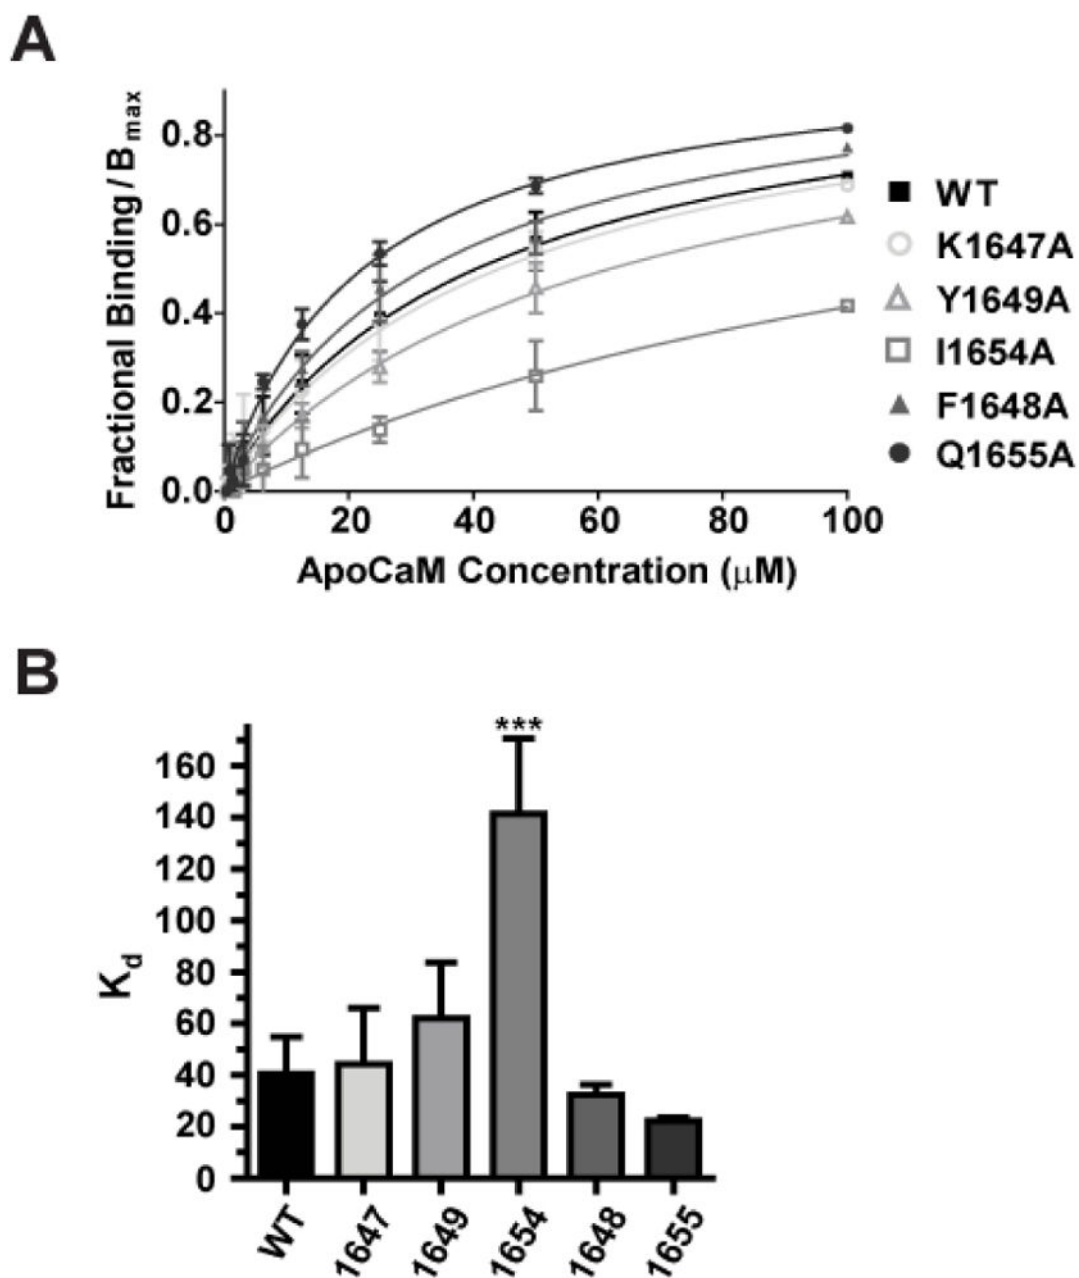 A
Fractional Binding/Bmax
0.8
0.6
0.4
0.2
0.0
0 20 40 60 80 100
ApoCaM Concentration (μM)
WT
K1647A
Y1649A
I1654A
F1648A
Q1655A
B
***
Kd
160
140
120
100
80
60
40
20
0
WT 1647 1649 1654 1648 1655